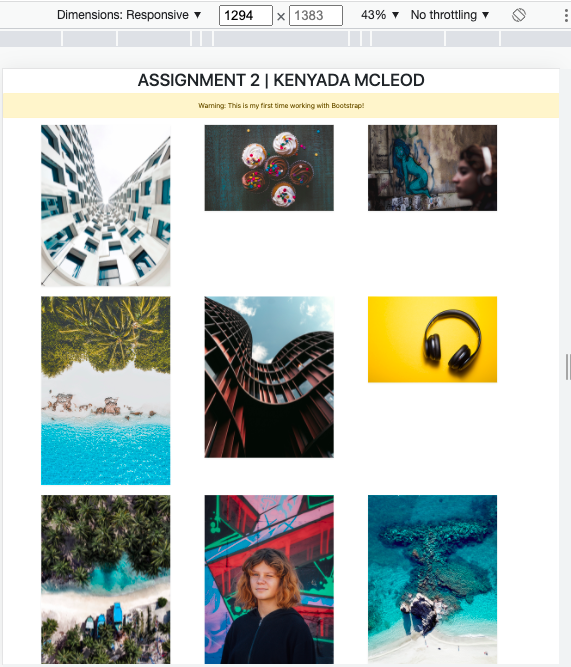 Dimensions: Responsive ▼ 1294 × 1383 43% ▼ No throttling ▼
ASSIGNMENT 2 | KENYADA MCLEOD
Warning: This is my first time working with Bootstrap!